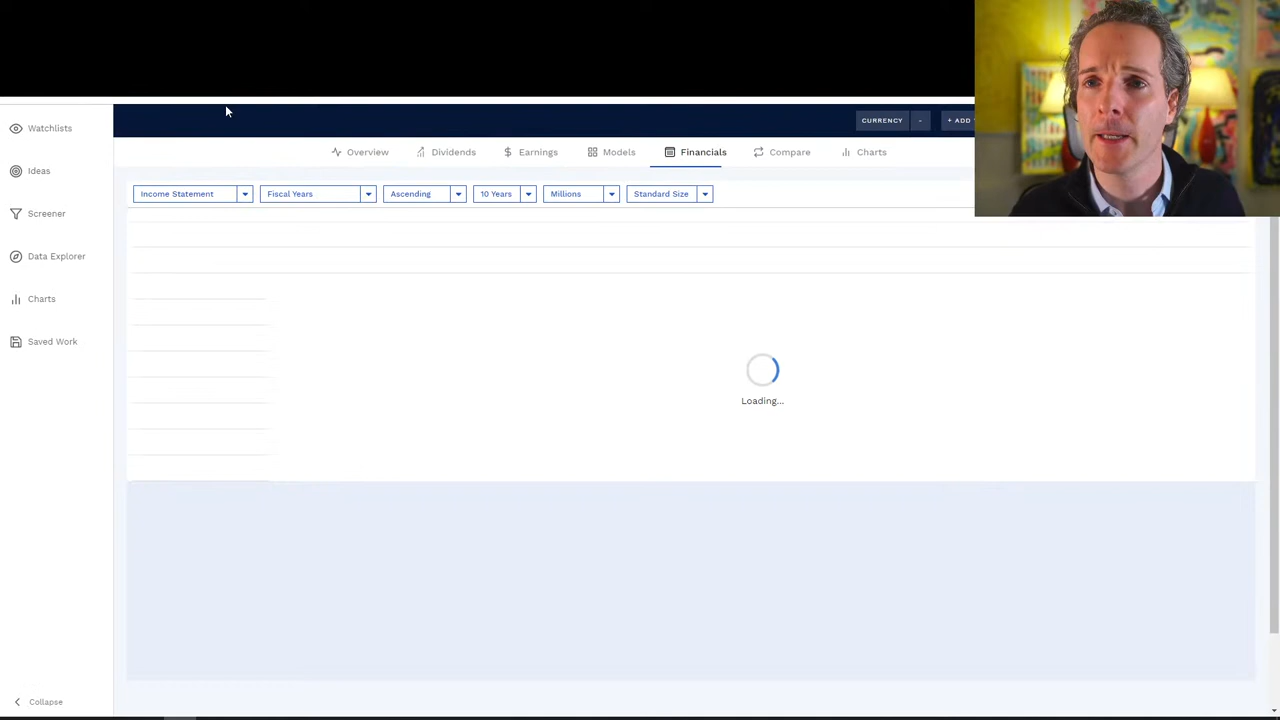 CURRENCY - + ADD
Watchlists
Ideas
Screener
Data Explorer
Charts
Saved Work
Collapse
Overview Dividends Earnings Models Financials Compare Charts
Income Statement Fiscal Years Ascending 10 Years Millions Standard Size
Loading...